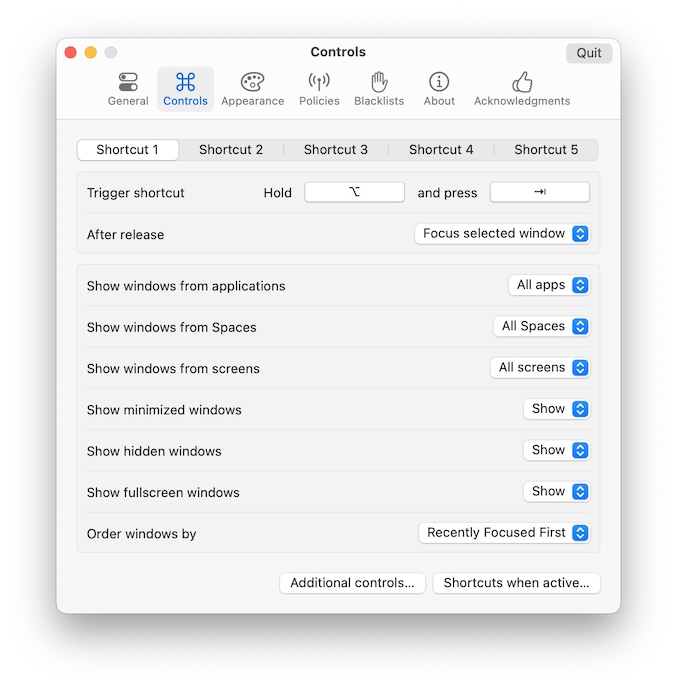 Controls
Quit
General Controls Appearance Policies Blacklists About Acknowledgments
Shortcut 1 Shortcut 2 Shortcut 3 Shortcut 4 Shortcut 5
Trigger shortcut Hold ⌥ and press ⇥
After release Focus selected window
Show windows from applications All apps
Show windows from Spaces All Spaces
Show windows from screens All screens
Show minimized windows Show
Show hidden windows Show
Show fullscreen windows Show
Order windows by Recently Focused First
Additional controls... Shortcuts when active...